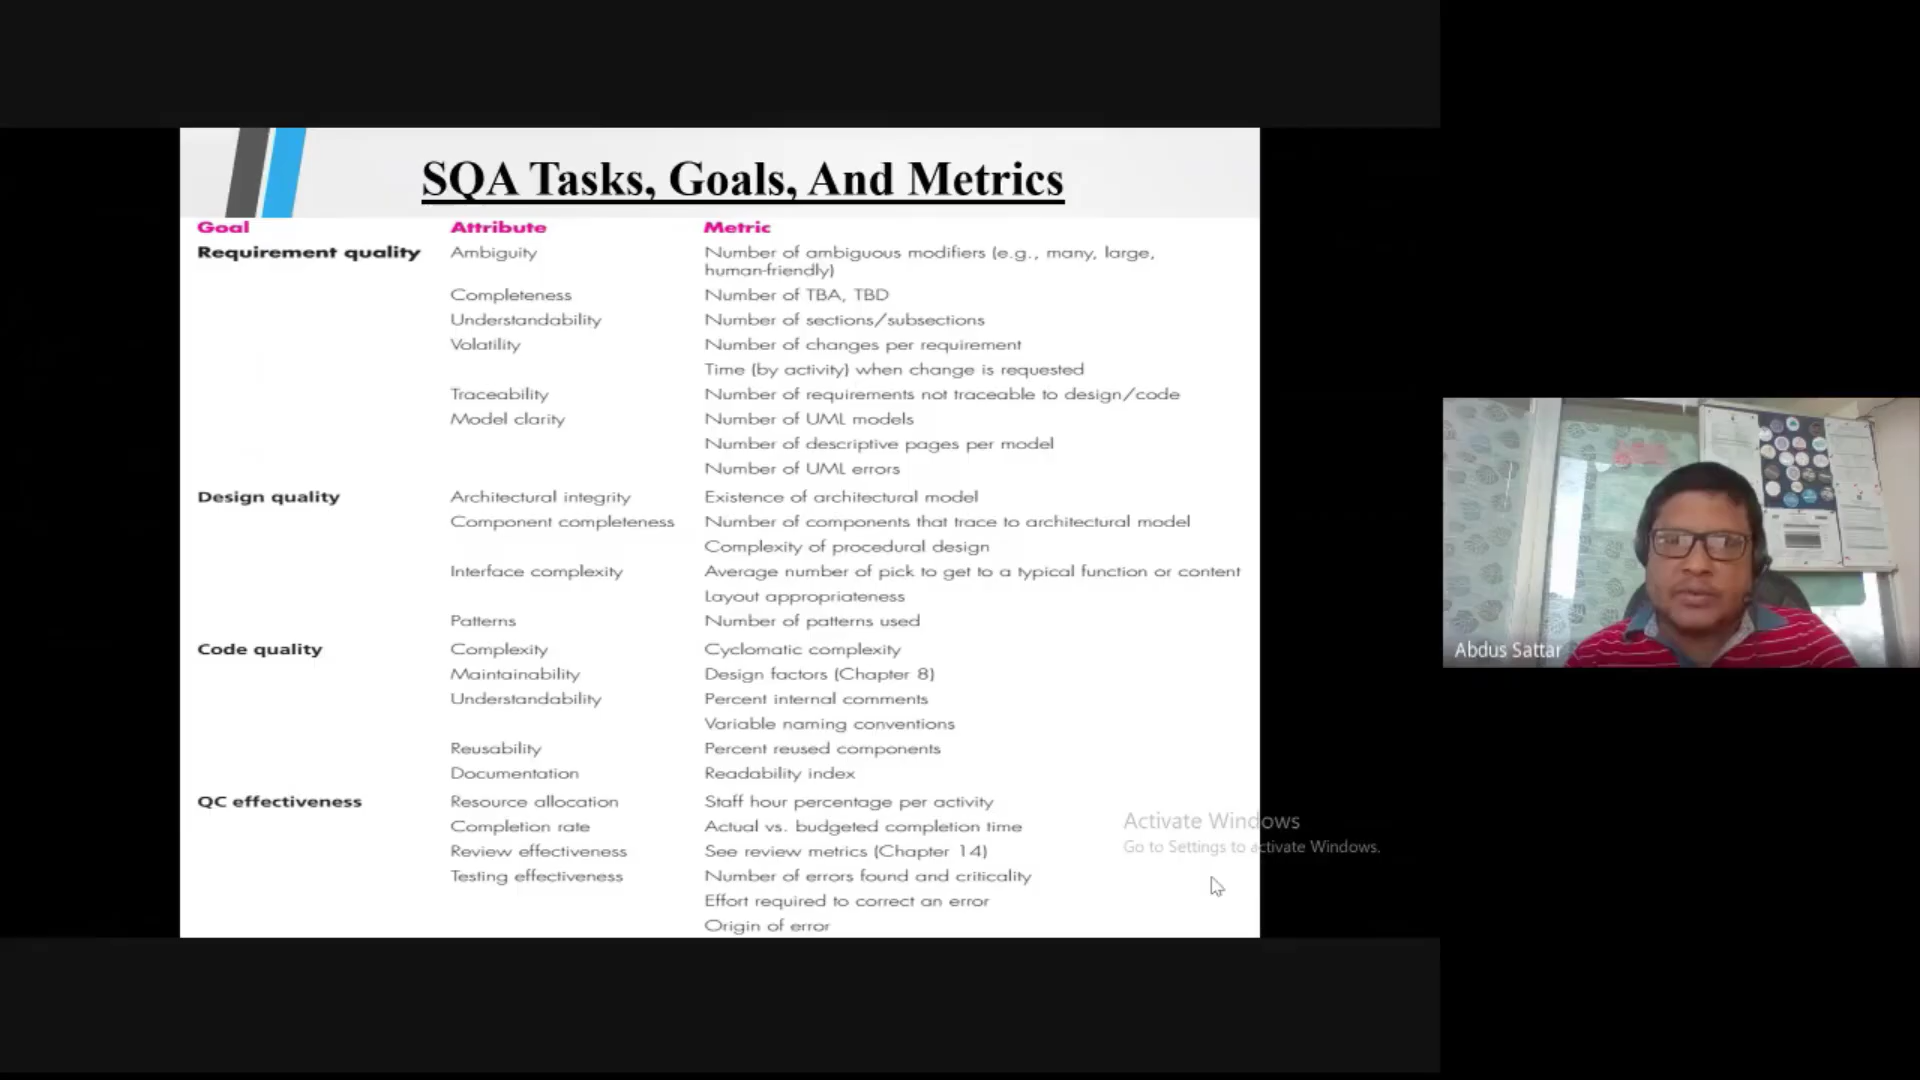 SQA Tasks, Goals, And Metrics
Goal Attribute Metric
Requirement quality Ambiguity Number of ambiguous modifiers (e.g., many, large,
human-friendly)
Completeness Number of TBA, TBD
Understandability Number of sections/subsections
Volatility Number of changes per requirement
Time (by activity) when change is requested
Traceability Number of requirements not traceable to design/code
Model clarity Number of UML models
Number of descriptive pages per model
Number of UML errors
Design quality Architectural integrity Existence of architectural model
Component completeness Number of components that trace to architectural model
Complexity of procedural design
Interface complexity Average number of pick to get to a typical function or content
Layout appropriateness
Patterns Number of patterns used
Code quality Complexity Cyclomatic complexity
Maintainability Design factors (Chapter 8)
Understandability Percent internal comments
Variable naming conventions
Reusability Percent reused components
Documentation Readability index
QC effectiveness Resource allocation Staff hour percentage per activity
Completion rate Actual vs. budgeted completion time
Review effectiveness See review metrics (Chapter 14)
Testing effectiveness Number of errors found and criticality
Effort required to correct an error
Origin of error
Activate Windows
Go to Settings to activate Windows.
Abdus Sattar